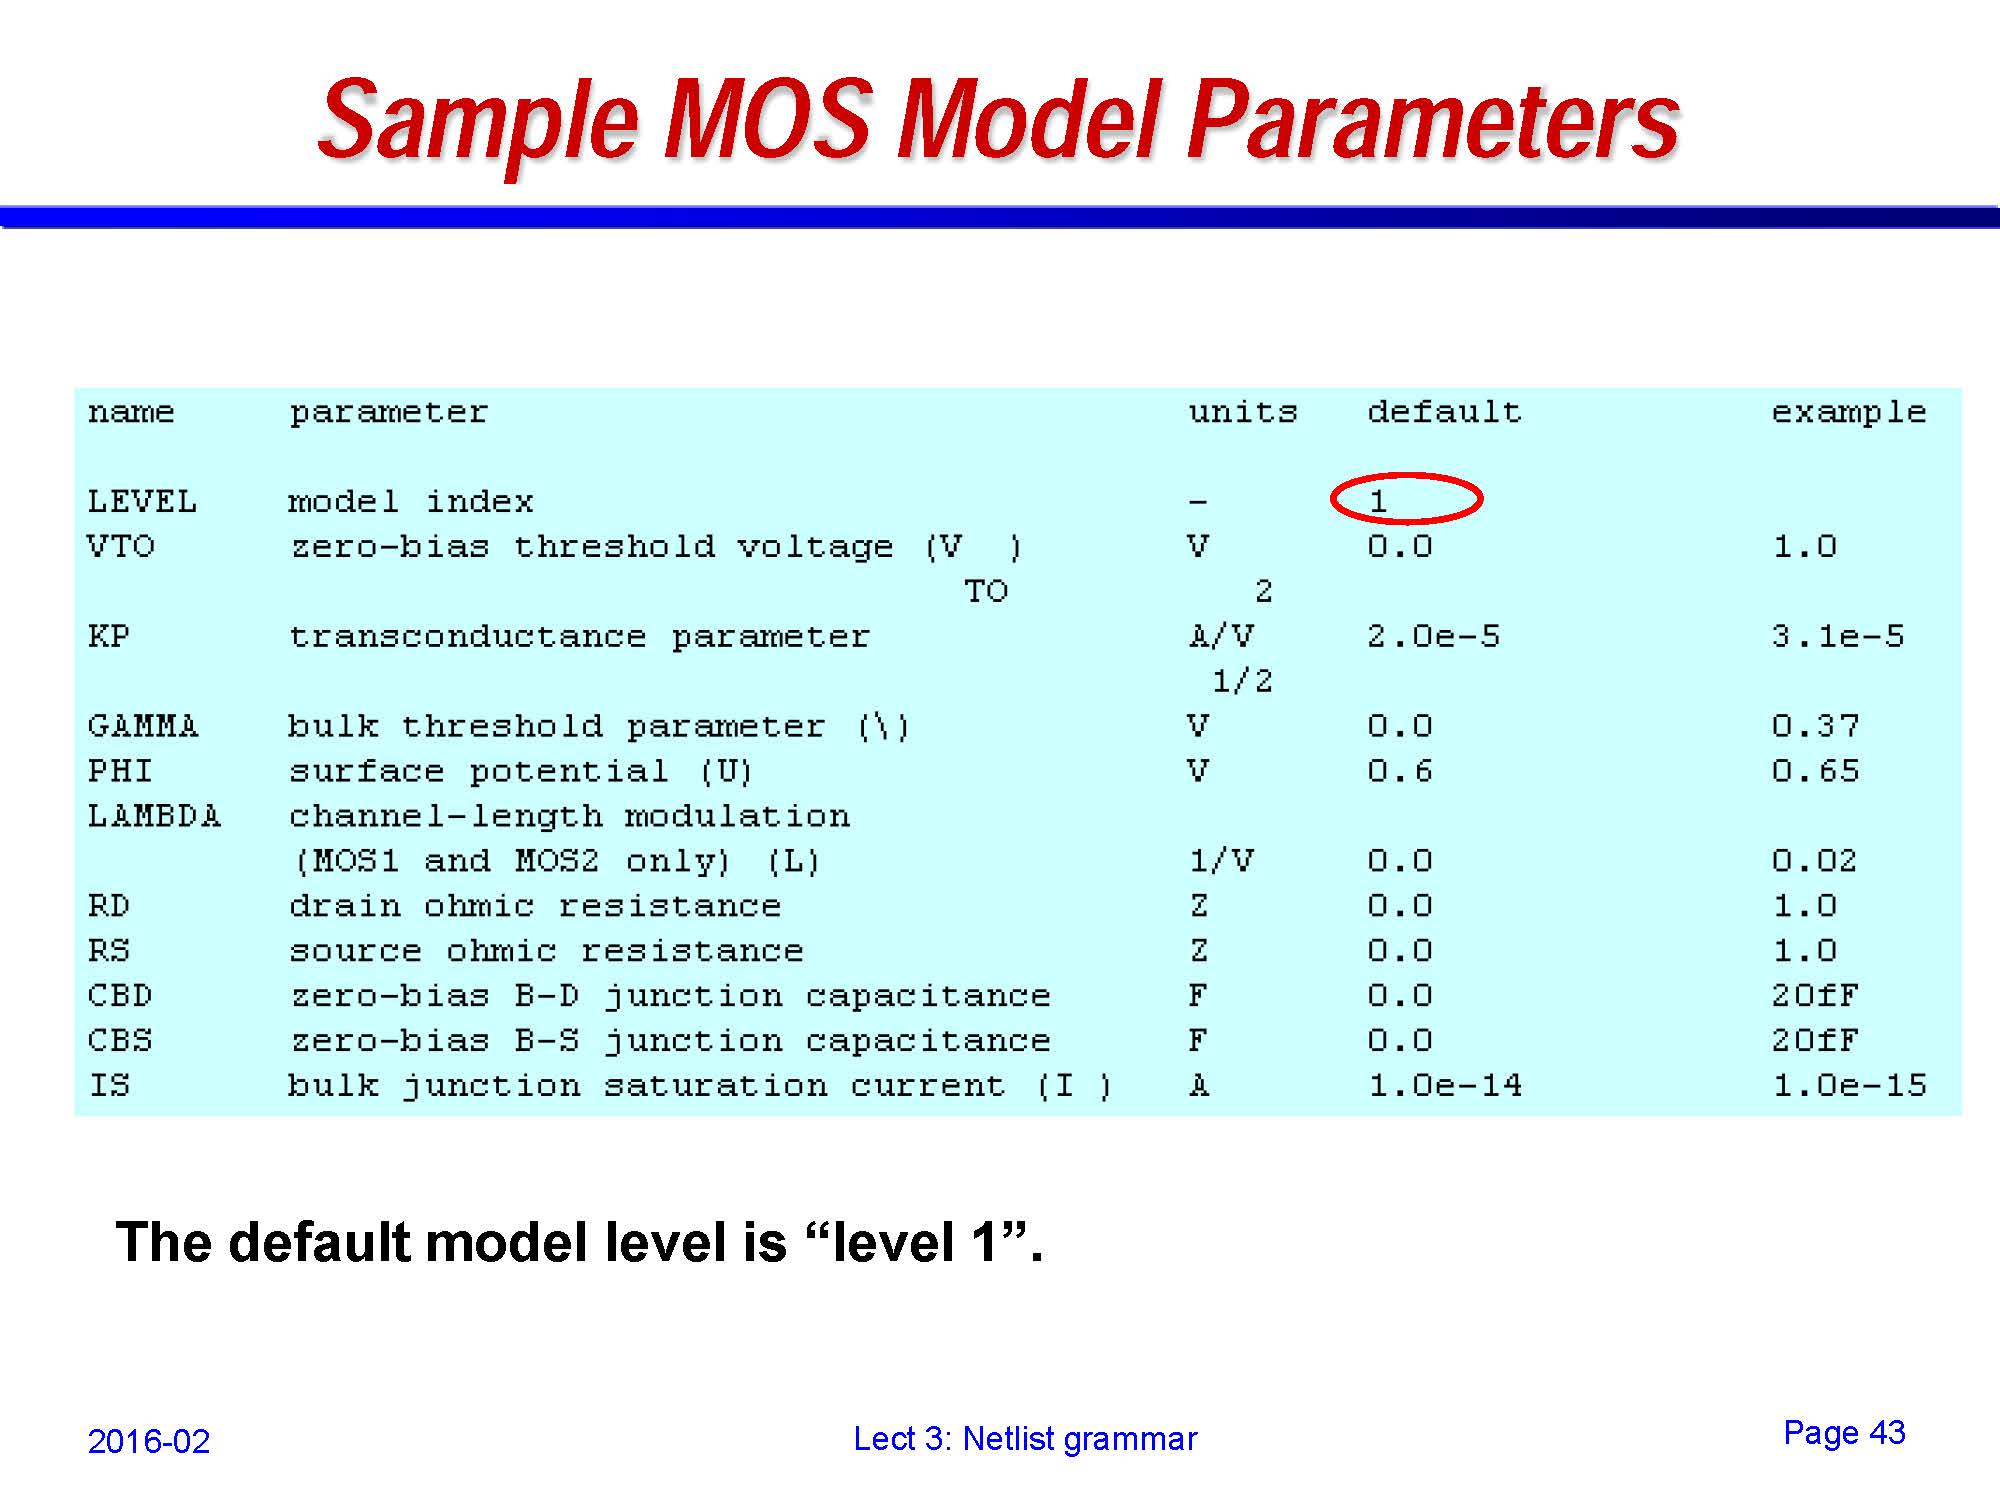 Sample MOS Model Parameters
name parameter units default example
LEVEL model index - 1
VTO zero-bias threshold voltage (V ) V 0.0 1.0
TO 2
KP transconductance parameter A/V 2.0e-5 3.1e-5
1/2
GAMMA bulk threshold parameter (\) V 0.0 0.37
PHI surface potential (U) V 0.6 0.65
LAMBDA channel-length modulation
(MOS1 and MOS2 only) (L) 1/V 0.0 0.02
RD drain ohmic resistance Z 0.0 1.0
RS source ohmic resistance Z 0.0 1.0
CBD zero-bias B-D junction capacitance F 0.0 20fF
CBS zero-bias B-S junction capacitance F 0.0 20fF
IS bulk junction saturation current (I ) A 1.0e-14 1.0e-15
The default model level is “level 1”.
2016-02 Lect 3: Netlist grammar Page 43